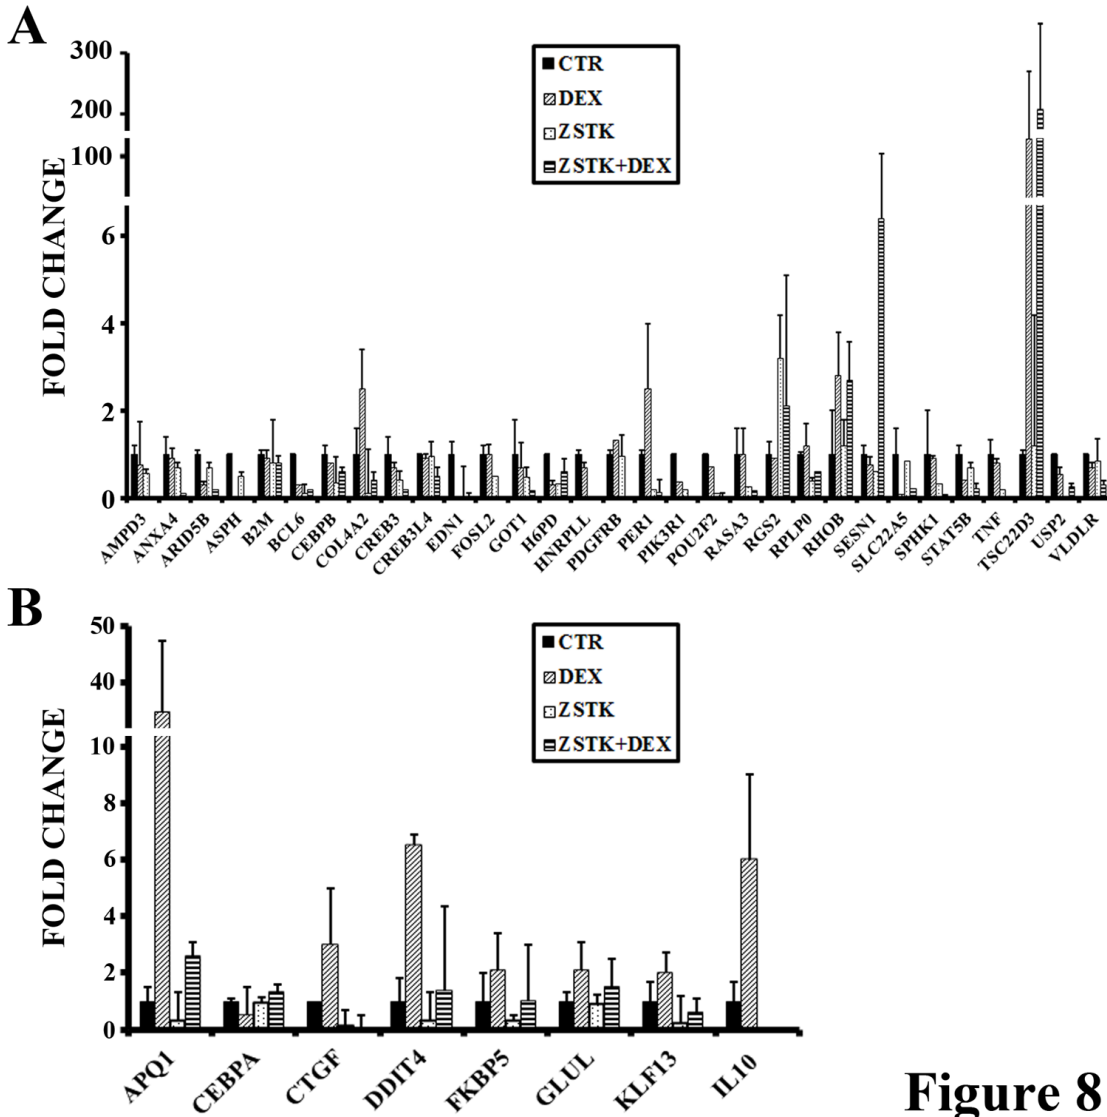 A
FOLD CHANGE
300
200
100
6
4
2
0
CTR
DEX
ZSTK
ZSTK+DEX
AMPD3
ANXA4
ARID5B
ASPH
B2M
BCL6
CEBPB
COL4A2
CREB3
CREB3L4
EDN1
FOSL2
GOT1
H6PD
HNRPLL
PDGFRB
PER1
PIK3R1
POU2F2
RASA3
RGS2
RPLP0
RHOB
SESN1
SLC22A5
SPHK1
STAT5B
TNF
TSC22D3
USP2
VLDLR
B
FOLD CHANGE
50
40
10
8
6
4
2
0
CTR
DEX
ZSTK
ZSTK+DEX
APQ1
CEBPA
CTGF
DDIT4
FKBP5
GLUL
KLF13
IL10
Figure 8